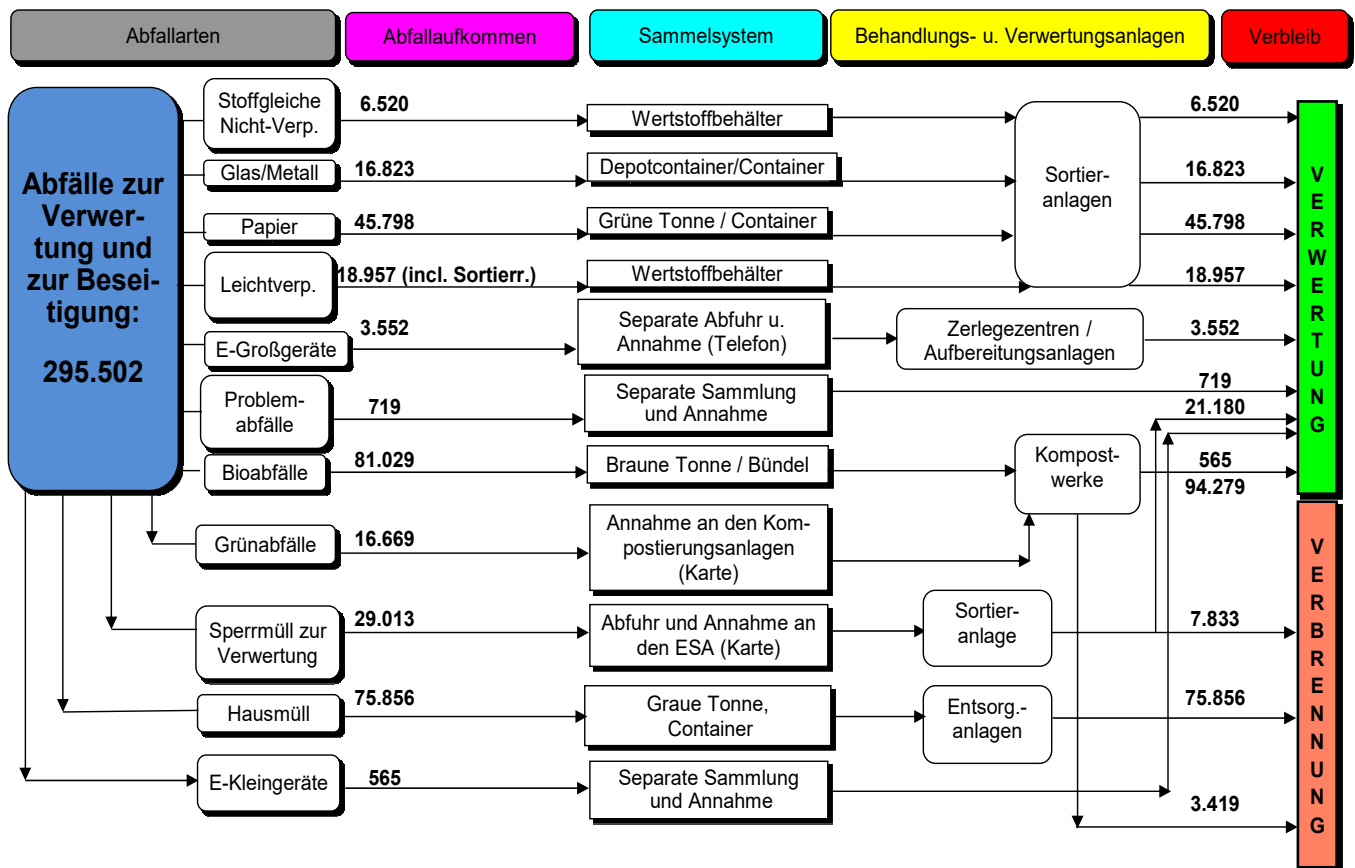 Abfallarten
Abfallaufkommen
Sammelsystem
Behandlungs- u. Verwertungsanlagen
Verbleib
Abfälle zur
Verwer-
tung und
zur Besei-
tigung:
295.502
Stoffgleiche
Nicht-Verp.
6.520
Wertstoffbehälter
6.520
Glas/Metall
16.823
Depotcontainer/Container
16.823
Sortier-
anlagen
Papier
45.798
Grüne Tonne / Container
45.798
Leichtverp.
18.957 (incl. Sortierr.)
Wertstoffbehälter
18.957
E-Großgeräte
3.552
Separate Abfuhr u.
Annahme (Telefon)
Zerlegezentren /
Aufbereitungsanlagen
3.552
Problem-
abfälle
719
Separate Sammlung
und Annahme
719
21.180
Bioabfälle
81.029
Braune Tonne / Bündel
Kompost-
werke
565
94.279
Grünabfälle
16.669
Annahme an den Kom-
postierungsanlagen
(Karte)
Sperrmüll zur
Verwertung
29.013
Abfuhr und Annahme an
den ESA (Karte)
Sortier-
anlage
7.833
Hausmüll
75.856
Graue Tonne,
Container
Entsorg.-
anlagen
75.856
E-Kleingeräte
565
Separate Sammlung
und Annahme
3.419
VERWERTUNG
VERBRENNUNG